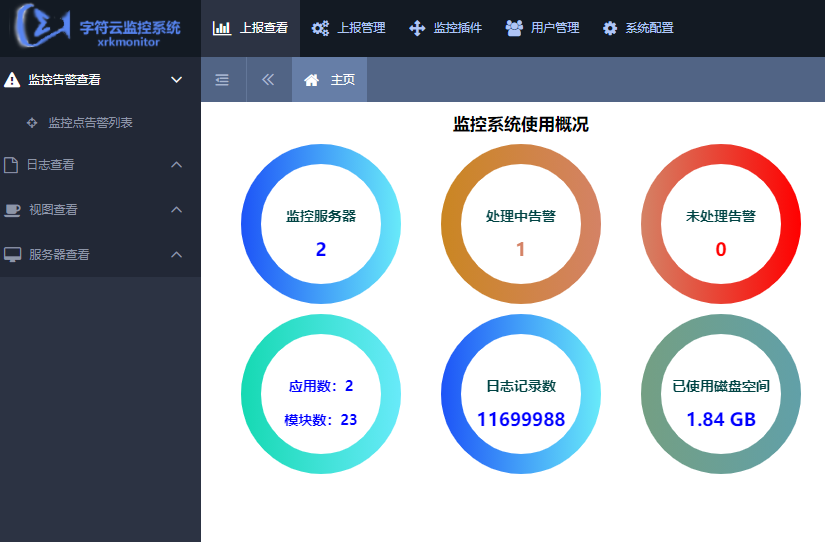 字符云监控系统
xrkmonitor
上报查看 上报管理 监控插件 用户管理 系统配置
监控告警查看
监控点告警列表
日志查看
视图查看
服务器查看
主页
监控系统使用概况
监控服务器
2
处理中告警
1
未处理告警
0
应用数：2
模块数：23
日志记录数
11699988
已使用磁盘空间
1.84 GB